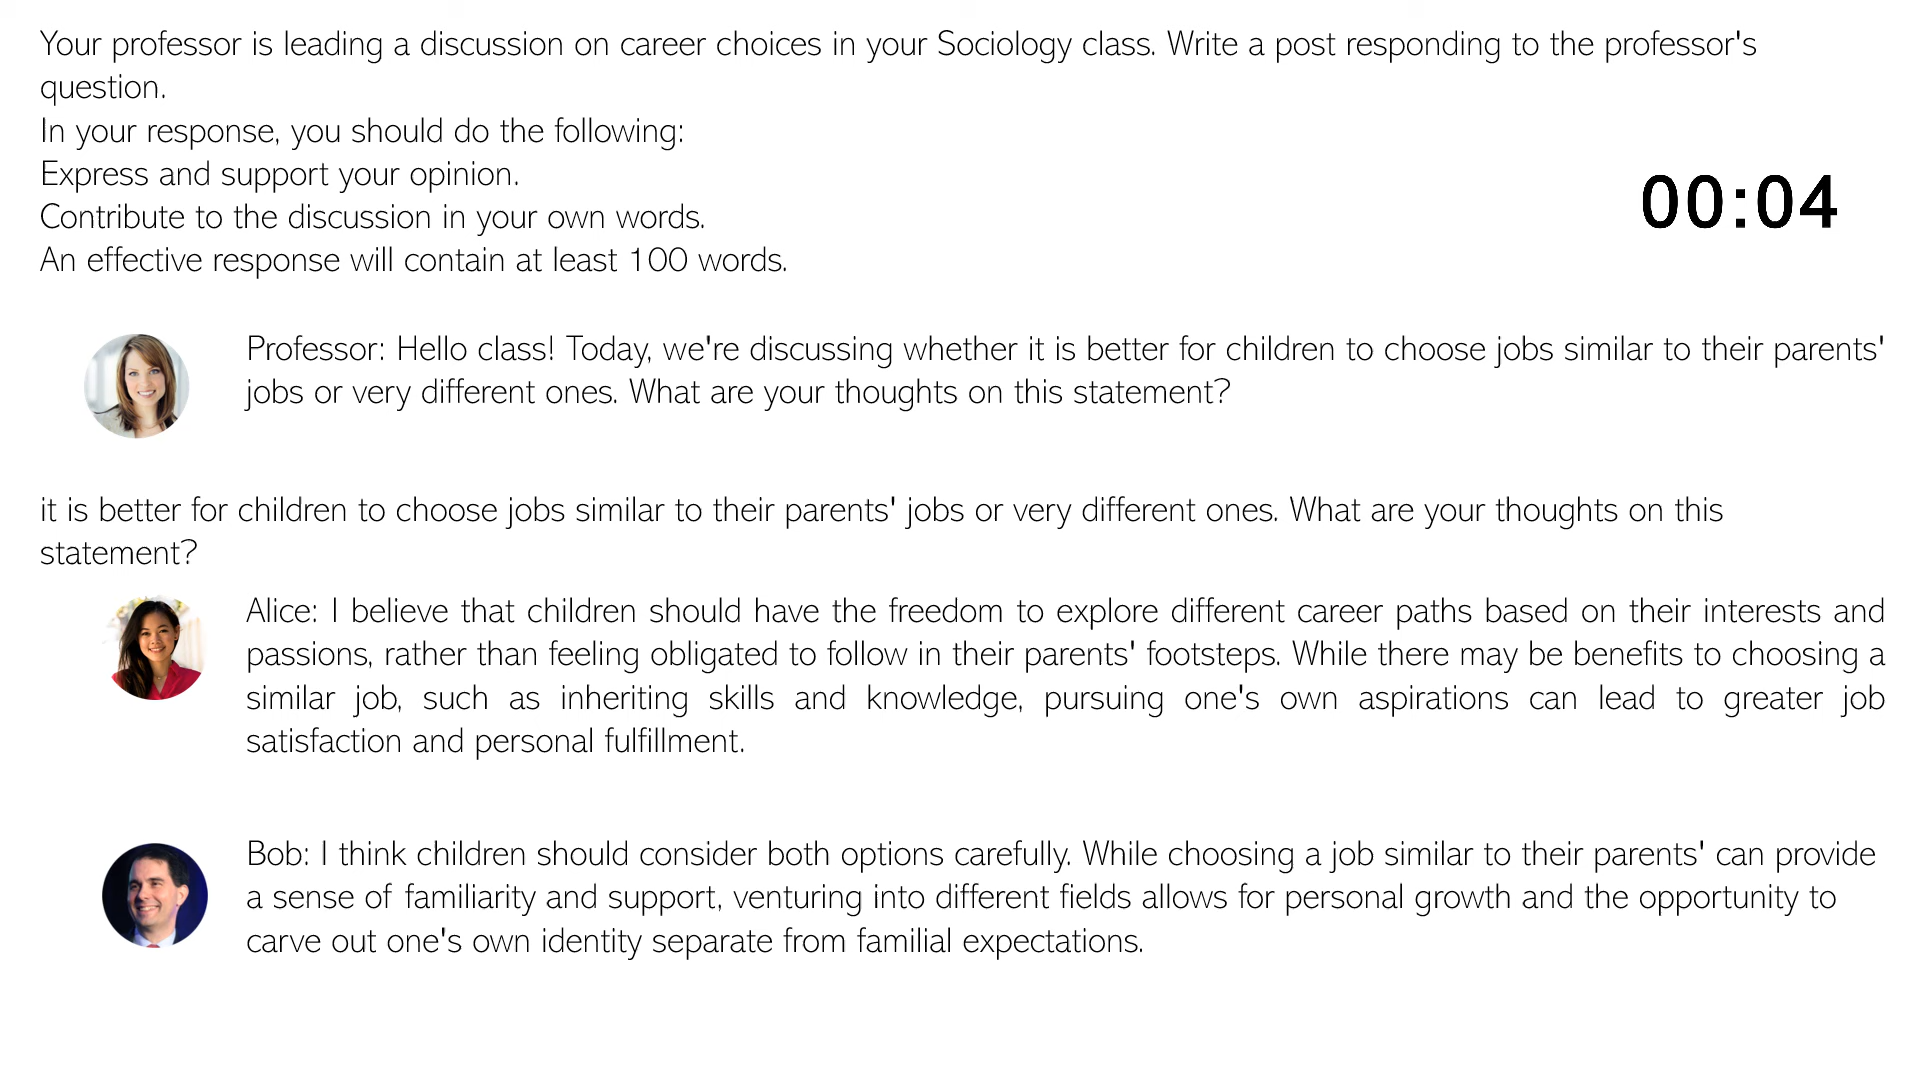 Your professor is leading a discussion on career choices in your Sociology class. Write a post responding to the professor's
question.
In your response, you should do the following:
Express and support your opinion.
Contribute to the discussion in your own words.
An effective response will contain at least 100 words.
00:04
Professor: Hello class! Today, we're discussing whether it is better for children to choose jobs similar to their parents'
jobs or very different ones. What are your thoughts on this statement?
it is better for children to choose jobs similar to their parents' jobs or very different ones. What are your thoughts on this
statement?
Alice: I believe that children should have the freedom to explore different career paths based on their interests and
passions, rather than feeling obligated to follow in their parents' footsteps. While there may be benefits to choosing a
similar job, such as inheriting skills and knowledge, pursuing one's own aspirations can lead to greater job
satisfaction and personal fulfillment.
Bob: I think children should consider both options carefully. While choosing a job similar to their parents' can provide
a sense of familiarity and support, venturing into different fields allows for personal growth and the opportunity to
carve out one's own identity separate from familial expectations.